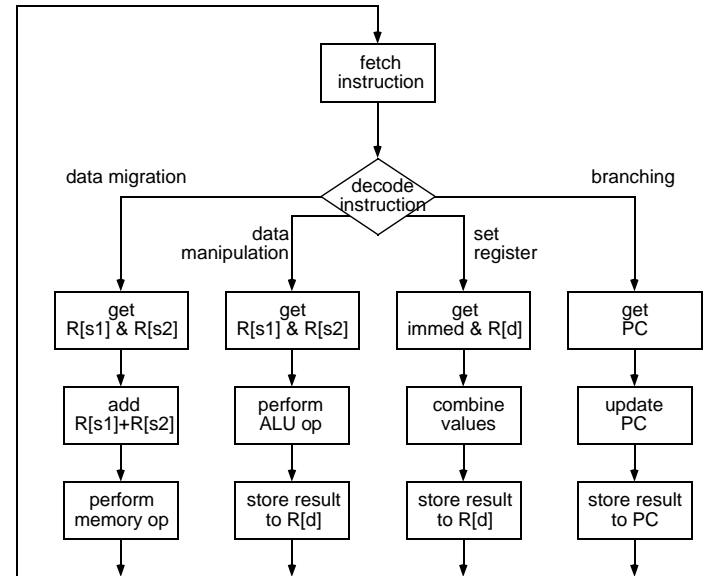 fetch
instruction
decode
instruction
data migration
branching
data
manipulation
set
register
get
R[s1] & R[s2]
get
R[s1] & R[s2]
get
immed & R[d]
get
PC
add
R[s1]+R[s2]
perform
ALU op
combine
values
update
PC
perform
memory op
store result
to R[d]
store result
to R[d]
store result
to PC